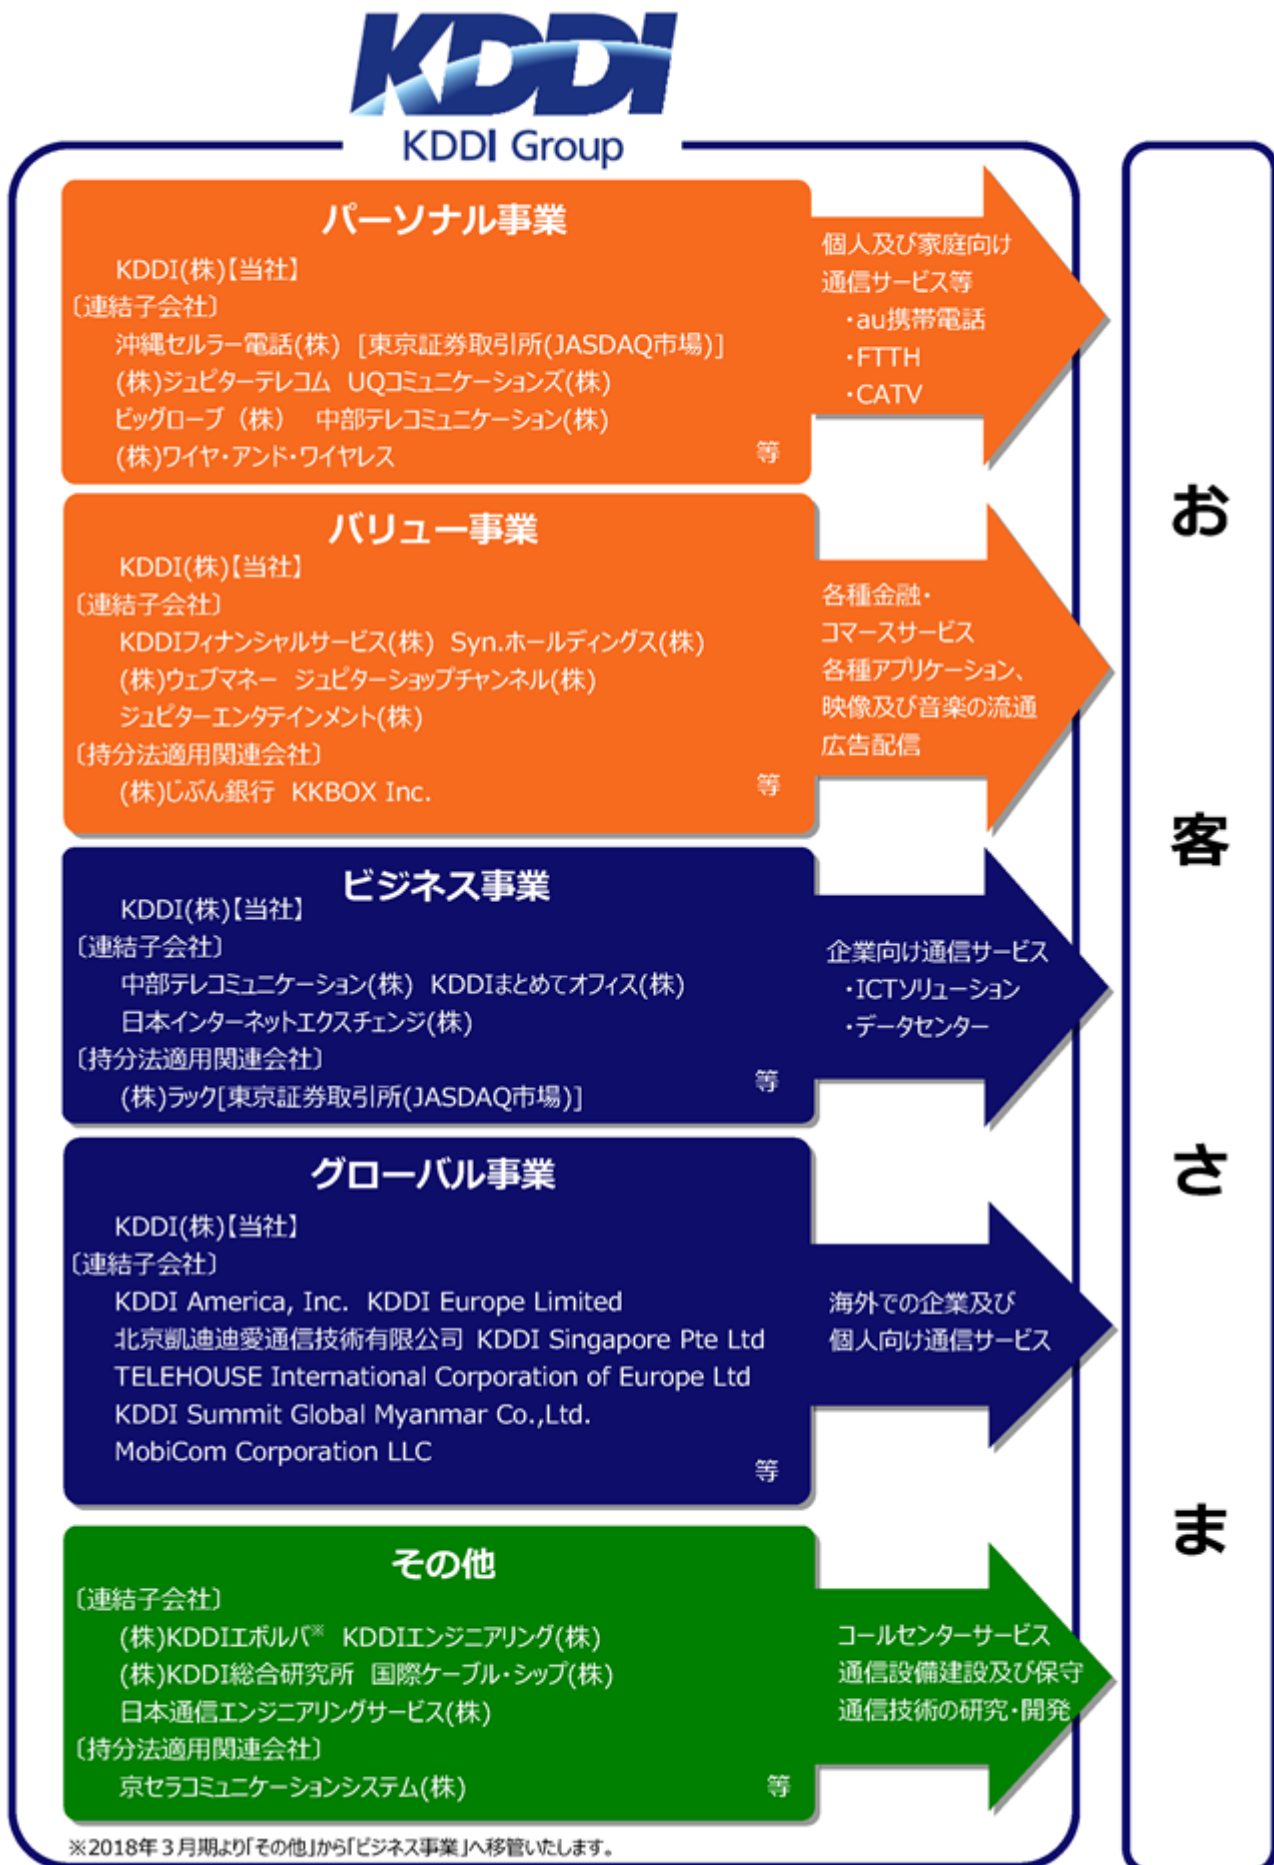 KDDI
KDDI Group
パーソナル事業
KDDI(株)【当社】
〔連結子会社〕
沖縄セルラー電話(株) [東京証券取引所(JASDAQ市場)]
(株)ジュピターテレコム UQコミュニケーションズ(株)
ビッグローブ(株) 中部テレコミュニケーション(株)
(株)ワイヤ・アンド・ワイヤレス
等
個人及び家庭向け
通信サービス等
・au携帯電話
・FTTH
・CATV
バリュー事業
KDDI(株)【当社】
〔連結子会社〕
KDDIフィナンシャルサービス(株) Syn.ホールディングス(株)
(株)ウェブマネー ジュピターショップチャンネル(株)
ジュピターエンタテインメント(株)
〔持分法適用関連会社〕
(株)じぶん銀行 KKBOX Inc.
等
各種金融・
コマースサービス
各種アプリケーション、
映像及び音楽の流通
広告配信
ビジネス事業
KDDI(株)【当社】
〔連結子会社〕
中部テレコミュニケーション(株) KDDIまとめてオフィス(株)
日本インターネットエクスチェンジ(株)
〔持分法適用関連会社〕
(株)ラック[東京証券取引所(JASDAQ市場)]
等
企業向け通信サービス
・ICTソリューション
・データセンター
グローバル事業
KDDI(株)【当社】
〔連結子会社〕
KDDI America, Inc. KDDI Europe Limited
北京凱迪迪愛通信技術有限公司 KDDI Singapore Pte Ltd
TELEHOUSE International Corporation of Europe Ltd
KDDI Summit Global Myanmar Co.,Ltd.
MobiCom Corporation LLC
等
海外での企業及び
個人向け通信サービス
その他
〔連結子会社〕
(株)KDDIエボルバ※ KDDIエンジニアリング(株)
(株)KDDI総合研究所 国際ケーブル・シップ(株)
日本通信エンジニアリングサービス(株)
〔持分法適用関連会社〕
京セラコミュニケーションシステム(株)
等
コールセンターサービス
通信設備建設及び保守
通信技術の研究・開発
※2018年3月期より「その他」から「ビジネス事業」へ移管いたします。
お客さま